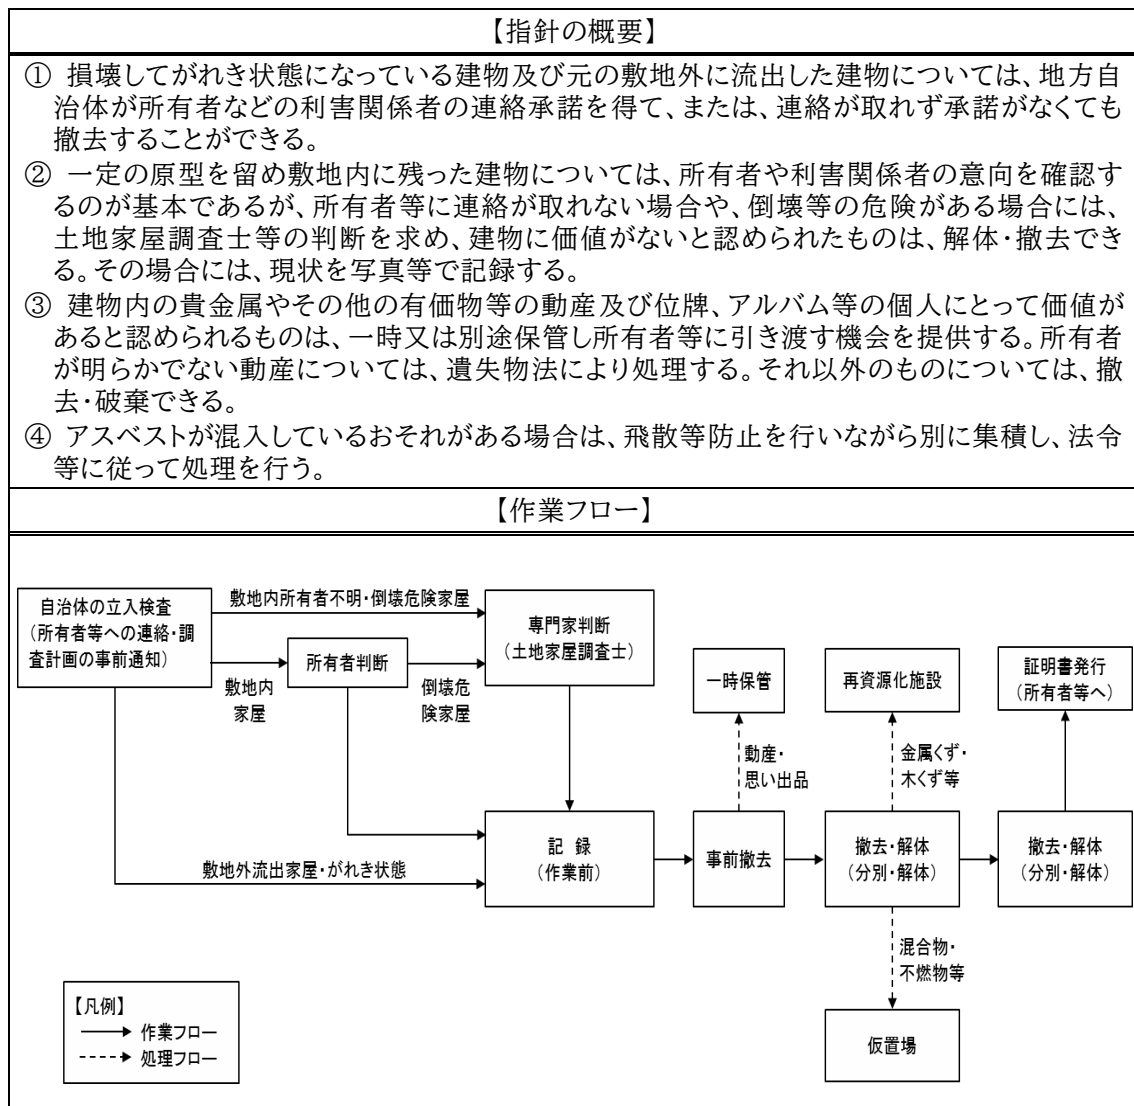 【指針の概要】
① 損壊してがれき状態になっている建物及び元の敷地外に流出した建物については、地方自
治体が所有者などの利害関係者の連絡承諾を得て、または、連絡が取れず承諾がなくても
撤去することができる。
② 一定の原型を留め敷地内に残った建物については、所有者や利害関係者の意向を確認す
るのが基本であるが、所有者等に連絡が取れない場合や、倒壊等の危険がある場合には、
土地家屋調査士等の判断を求め、建物に価値がないと認められたものは、解体・撤去でき
る。その場合には、現状を写真等で記録する。
③ 建物内の貴金属やその他の有価物等の動産及び位牌、アルバム等の個人にとって価値が
あると認められるものは、一時又は別途保管し所有者等に引き渡す機会を提供する。所有者
が明らかでない動産については、遺失物法により処理する。それ以外のものについては、撤
去・破棄できる。
④ アスベストが混入しているおそれがある場合は、飛散等防止を行いながら別に集積し、法令
等に従って処理を行う。
【作業フロー】
自治体の立入検査
(所有者等への連絡・調
査計画の事前通知)
敷地内所有者不明・倒壊危険家屋
敷地内
家屋
所有者判断
倒壊危
険家屋
専門家判断
(土地家屋調査士)
敷地外流出家屋・がれき状態
記 録
(作業前)
一時保管
動産・
思い出品
事前撤去
再資源化施設
金属くず・
木くず等
撤去・解体
(分別・解体)
混合物・
不燃物等
仮置場
証明書発行
(所有者等へ)
撤去・解体
(分別・解体)
【凡例】
作業フロー
処理フロー